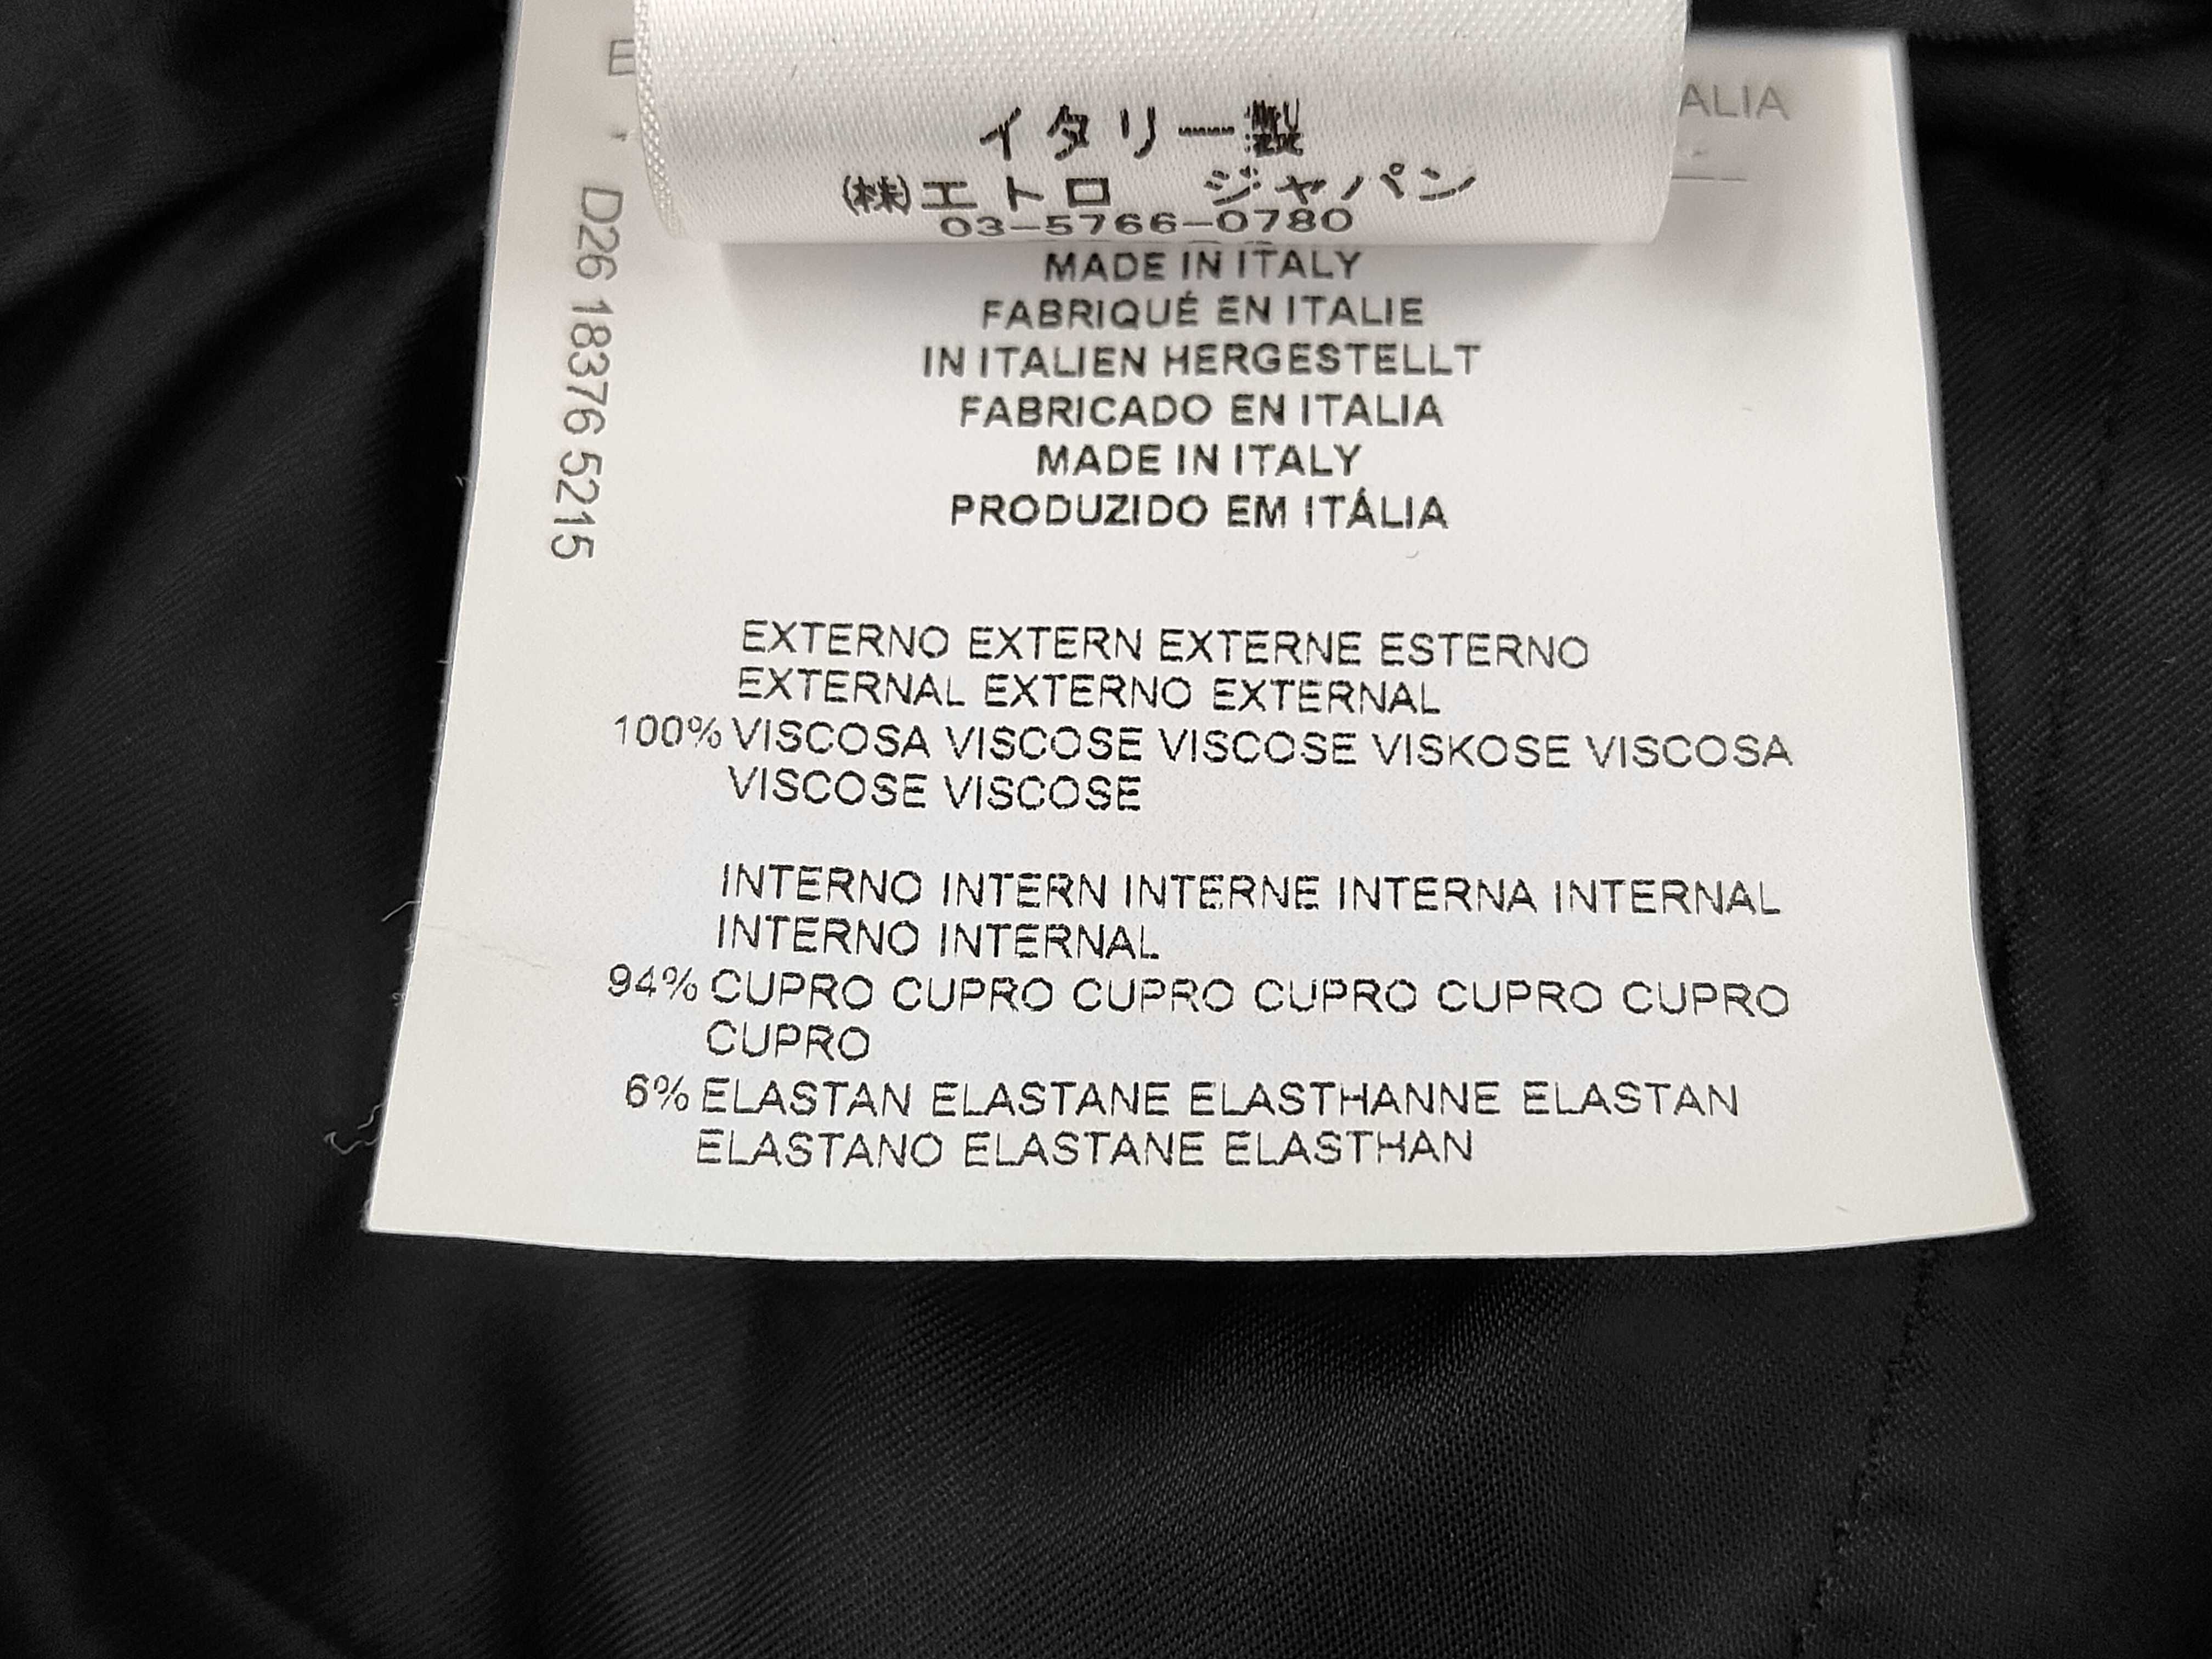 イタリー製
(株)エトロ ジャパン
03-5766-0780
ALIA
D26 18376 5215
MADE IN ITALY
FABRIQUÉ EN ITALIE
IN ITALIEN HERGESTELLT
FABRICADO EN ITALIA
MADE IN ITALY
PRODUZIDO EM ITÁLIA
EXTERNO EXTERN EXTERNE ESTERNO
EXTERNAL EXTERNO EXTERNAL
100% VISCOSA VISCOSE VISCOSE VISKOSE VISCOSA
VISCOSE VISCOSE
INTERNO INTERN INTERNE INTERNA INTERNAL
INTERNO INTERNAL
94% CUPRO CUPRO CUPRO CUPRO CUPRO CUPRO
CUPRO
6% ELASTAN ELASTANE ELASTHANNE ELASTAN
ELASTANO ELASTANE ELASTHAN